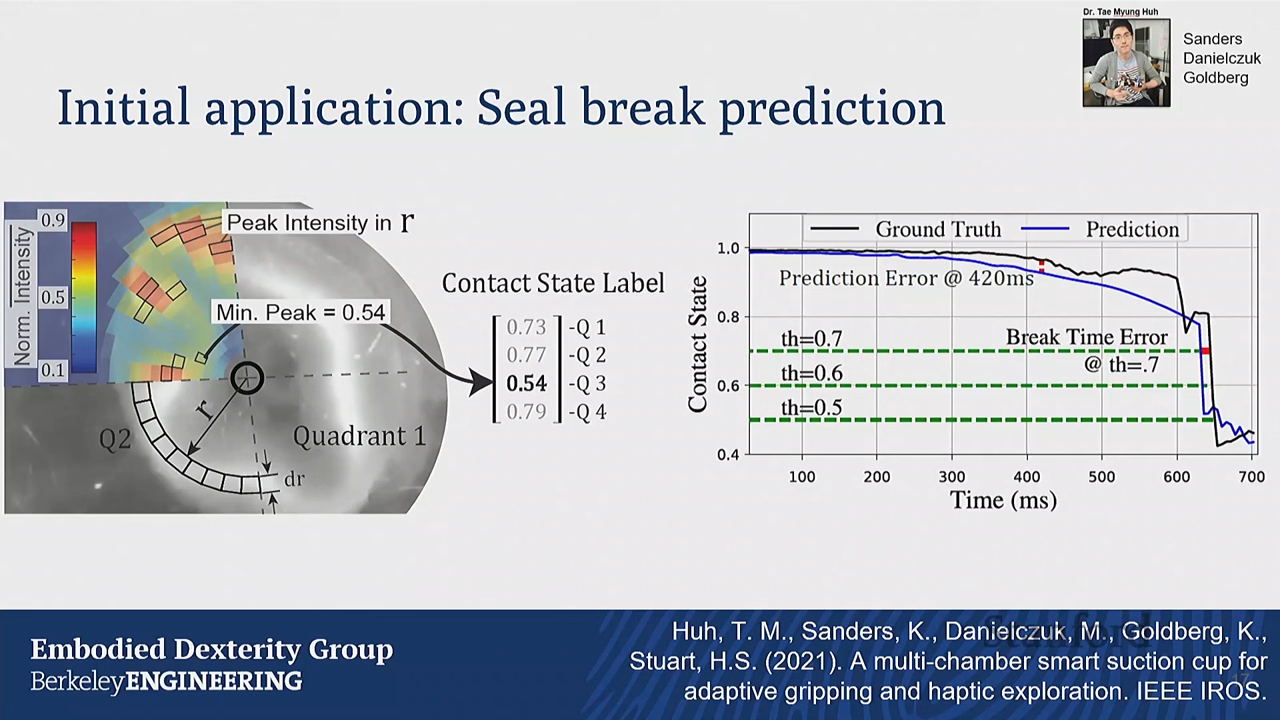 Dr. Tae Myung Huh
Sanders
Danielczuk
Goldberg
Initial application: Seal break prediction
0.9
0.5
0.1
Norm. Intensity
Peak Intensity in r
Min. Peak = 0.54
r
Q2
Quadrant 1
dr
Contact State Label
0.73 -Q 1
0.77 -Q 2
0.54 -Q 3
0.79 -Q 4
Ground Truth Prediction
Prediction Error @ 420ms
th=0.7
th=0.6
th=0.5
Break Time Error
@ th=.7
Contact State
1.0
0.8
0.6
0.4
100 200 300 400 500 600 700
Time (ms)
Embodied Dexterity Group
BerkeleyENGINEERING
Stanford
Huh, T. M., Sanders, K., Danielczuk, M., Goldberg, K.,
Stuart, H.S. (2021). A multi-chamber smart suction cup for
adaptive gripping and haptic exploration. IEEE IROS.
17